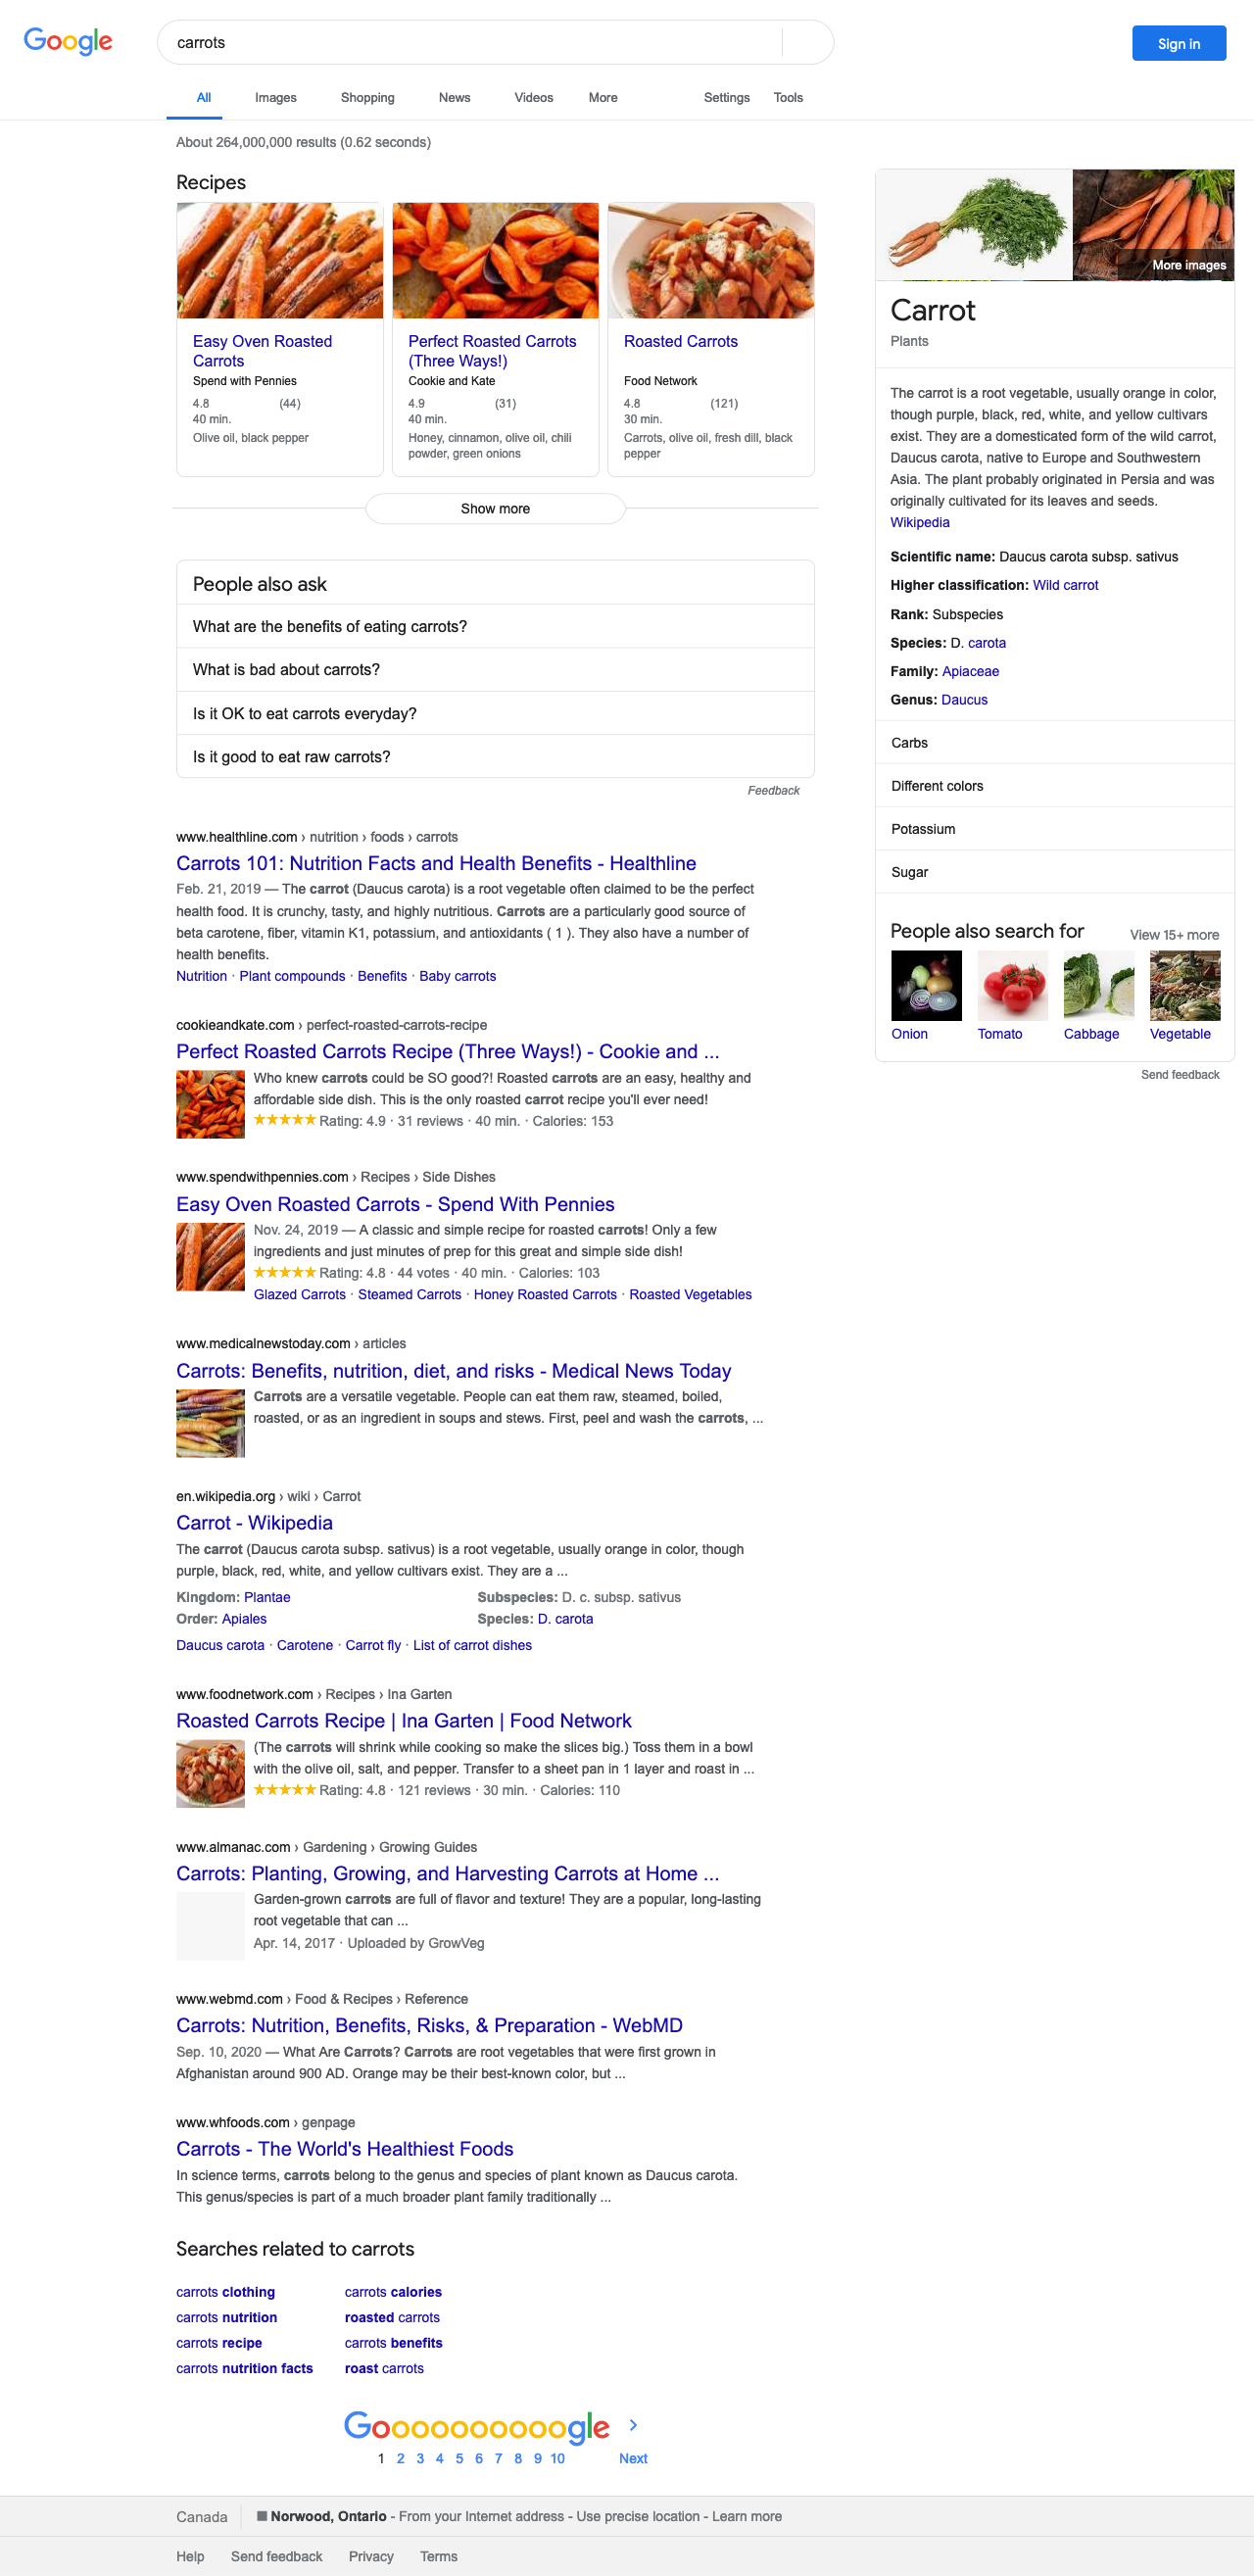 Google
carrots
Sign in
All Images Shopping News Videos More Settings Tools
About 264,000,000 results (0.62 seconds)
Recipes
Easy Oven Roasted
Carrots
Spend with Pennies
4.8 (44)
40 min.
Olive oil, black pepper
Perfect Roasted Carrots
(Three Ways!)
Cookie and Kate
4.9 (31)
40 min.
Honey, cinnamon, olive oil, chili
powder, green onions
Roasted Carrots
Food Network
4.8 (121)
30 min.
Carrots, olive oil, fresh dill, black
pepper
Show more
People also ask
What are the benefits of eating carrots?
What is bad about carrots?
Is it OK to eat carrots everyday?
Is it good to eat raw carrots?
Feedback
www.healthline.com › nutrition › foods › carrots
Carrots 101: Nutrition Facts and Health Benefits - Healthline
Feb. 21, 2019 — The carrot (Daucus carota) is a root vegetable often claimed to be the perfect
health food. It is crunchy, tasty, and highly nutritious. Carrots are a particularly good source of
beta carotene, fiber, vitamin K1, potassium, and antioxidants ( 1 ). They also have a number of
health benefits.
Nutrition · Plant compounds · Benefits · Baby carrots
cookieandkate.com › perfect-roasted-carrots-recipe
Perfect Roasted Carrots Recipe (Three Ways!) - Cookie and ...
Who knew carrots could be SO good?! Roasted carrots are an easy, healthy and
affordable side dish. This is the only roasted carrot recipe you'll ever need!
★★★★★ Rating: 4.9 · 31 reviews · 40 min. · Calories: 153
www.spendwithpennies.com › Recipes › Side Dishes
Easy Oven Roasted Carrots - Spend With Pennies
Nov. 24, 2019 — A classic and simple recipe for roasted carrots! Only a few
ingredients and just minutes of prep for this great and simple side dish!
★★★★★ Rating: 4.8 · 44 votes · 40 min. · Calories: 103
Glazed Carrots · Steamed Carrots · Honey Roasted Carrots · Roasted Vegetables
www.medicalnewstoday.com › articles
Carrots: Benefits, nutrition, diet, and risks - Medical News Today
Carrots are a versatile vegetable. People can eat them raw, steamed, boiled,
roasted, or as an ingredient in soups and stews. First, peel and wash the carrots, ...
en.wikipedia.org › wiki › Carrot
Carrot - Wikipedia
The carrot (Daucus carota subsp. sativus) is a root vegetable, usually orange in color, though
purple, black, red, white, and yellow cultivars exist. They are a ...
Kingdom: Plantae Subspecies: D. c. subsp. sativus
Order: Apiales Species: D. carota
Daucus carota · Carotene · Carrot fly · List of carrot dishes
www.foodnetwork.com › Recipes › Ina Garten
Roasted Carrots Recipe | Ina Garten | Food Network
(The carrots will shrink while cooking so make the slices big.) Toss them in a bowl
with the olive oil, salt, and pepper. Transfer to a sheet pan in 1 layer and roast in ...
★★★★★ Rating: 4.8 · 121 reviews · 30 min. · Calories: 110
www.almanac.com › Gardening › Growing Guides
Carrots: Planting, Growing, and Harvesting Carrots at Home ...
Garden-grown carrots are full of flavor and texture! They are a popular, long-lasting
root vegetable that can ...
Apr. 14, 2017 · Uploaded by GrowVeg
www.webmd.com › Food & Recipes › Reference
Carrots: Nutrition, Benefits, Risks, & Preparation - WebMD
Sep. 10, 2020 — What Are Carrots? Carrots are root vegetables that were first grown in
Afghanistan around 900 AD. Orange may be their best-known color, but ...
www.whfoods.com › genpage
Carrots - The World's Healthiest Foods
In science terms, carrots belong to the genus and species of plant known as Daucus carota.
This genus/species is part of a much broader plant family traditionally ...
Searches related to carrots
carrots clothing carrots calories
carrots nutrition roasted carrots
carrots recipe carrots benefits
carrots nutrition facts roast carrots
Goooooooooogle >
1 2 3 4 5 6 7 8 9 10 Next
More images
Carrot
Plants
The carrot is a root vegetable, usually orange in color,
though purple, black, red, white, and yellow cultivars
exist. They are a domesticated form of the wild carrot,
Daucus carota, native to Europe and Southwestern
Asia. The plant probably originated in Persia and was
originally cultivated for its leaves and seeds.
Wikipedia
Scientific name: Daucus carota subsp. sativus
Higher classification: Wild carrot
Rank: Subspecies
Species: D. carota
Family: Apiaceae
Genus: Daucus
Carbs
Different colors
Potassium
Sugar
People also search for View 15+ more
Onion Tomato Cabbage Vegetable
Send feedback
Canada Norwood, Ontario - From your Internet address - Use precise location - Learn more
Help Send feedback Privacy Terms